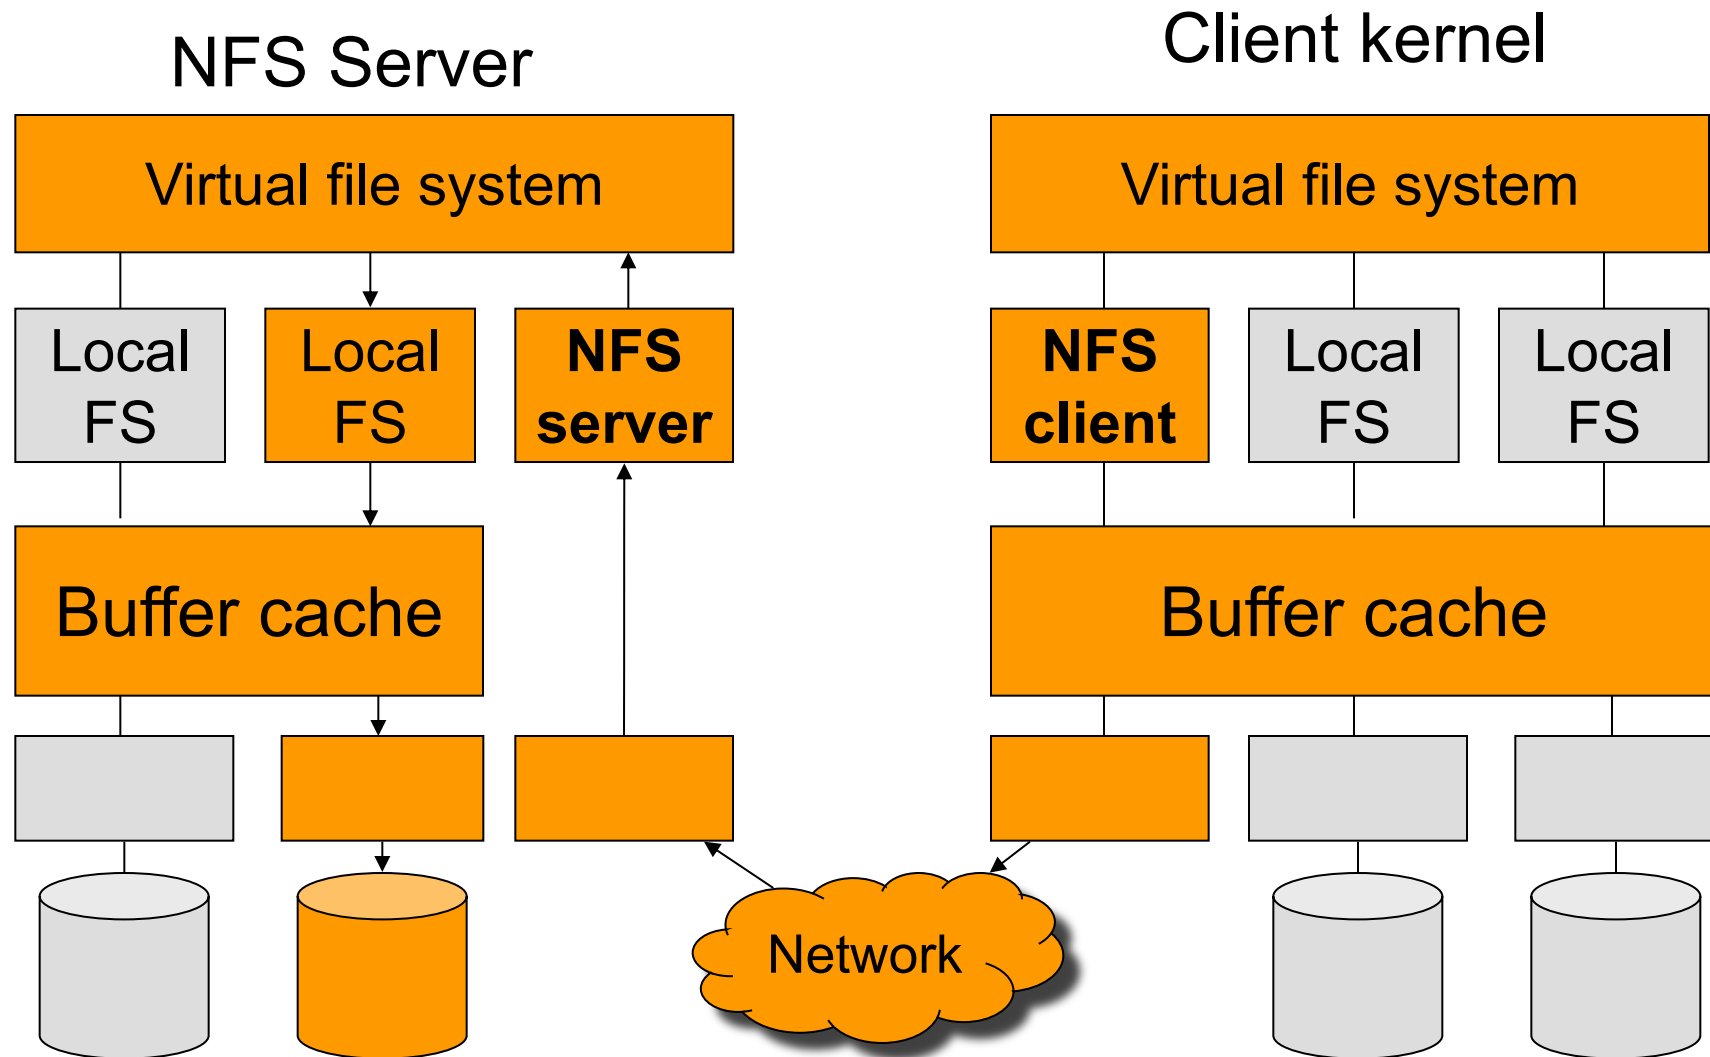 NFS Server
Client kernel
Virtual file system
Virtual file system
Local
FS
Local
FS
NFS
server
NFS
client
Local
FS
Local
FS
Buffer cache
Buffer cache
Network